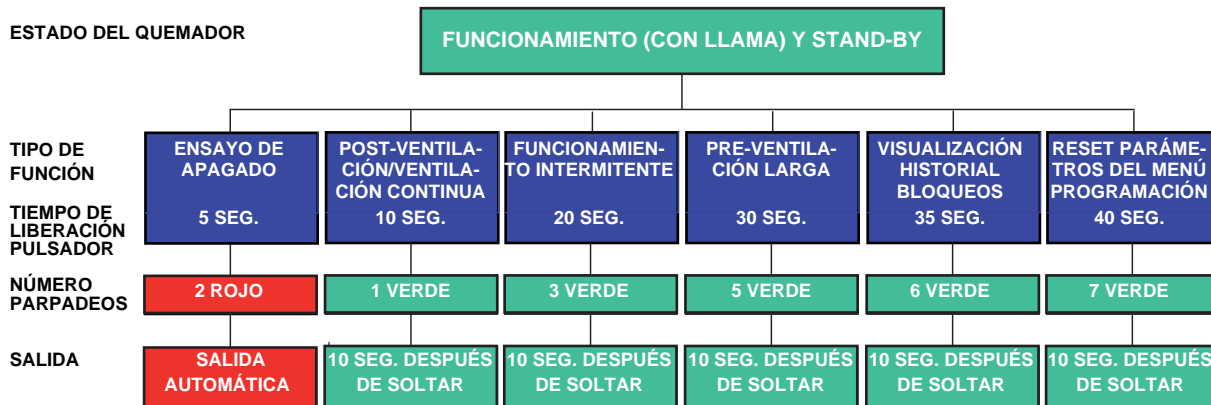 ESTADO DEL QUEMADOR
FUNCIONAMIENTO (CON LLAMA) Y STAND-BY
TIPO DE
FUNCIÓN
ENSAYO DE
APAGADO
POST-VENTILA-
CIÓN/VENTILA-
CIÓN CONTINUA
FUNCIONAMIEN-
TO INTERMITENTE
PRE-VENTILA-
CIÓN LARGA
VISUALIZACIÓN
HISTORIAL
BLOQUEOS
RESET PARÁME-
TROS DEL MENÚ
PROGRAMACIÓN
TIEMPO DE
LIBERACIÓN
PULSADOR
5 SEG.
10 SEG.
20 SEG.
30 SEG.
35 SEG.
40 SEG.
NÚMERO
PARPADEOS
2 ROJO
1 VERDE
3 VERDE
5 VERDE
6 VERDE
7 VERDE
SALIDA
SALIDA
AUTOMÁTICA
10 SEG. DESPUÉS
DE SOLTAR
10 SEG. DESPUÉS
DE SOLTAR
10 SEG. DESPUÉS
DE SOLTAR
10 SEG. DESPUÉS
DE SOLTAR
10 SEG. DESPUÉS
DE SOLTAR